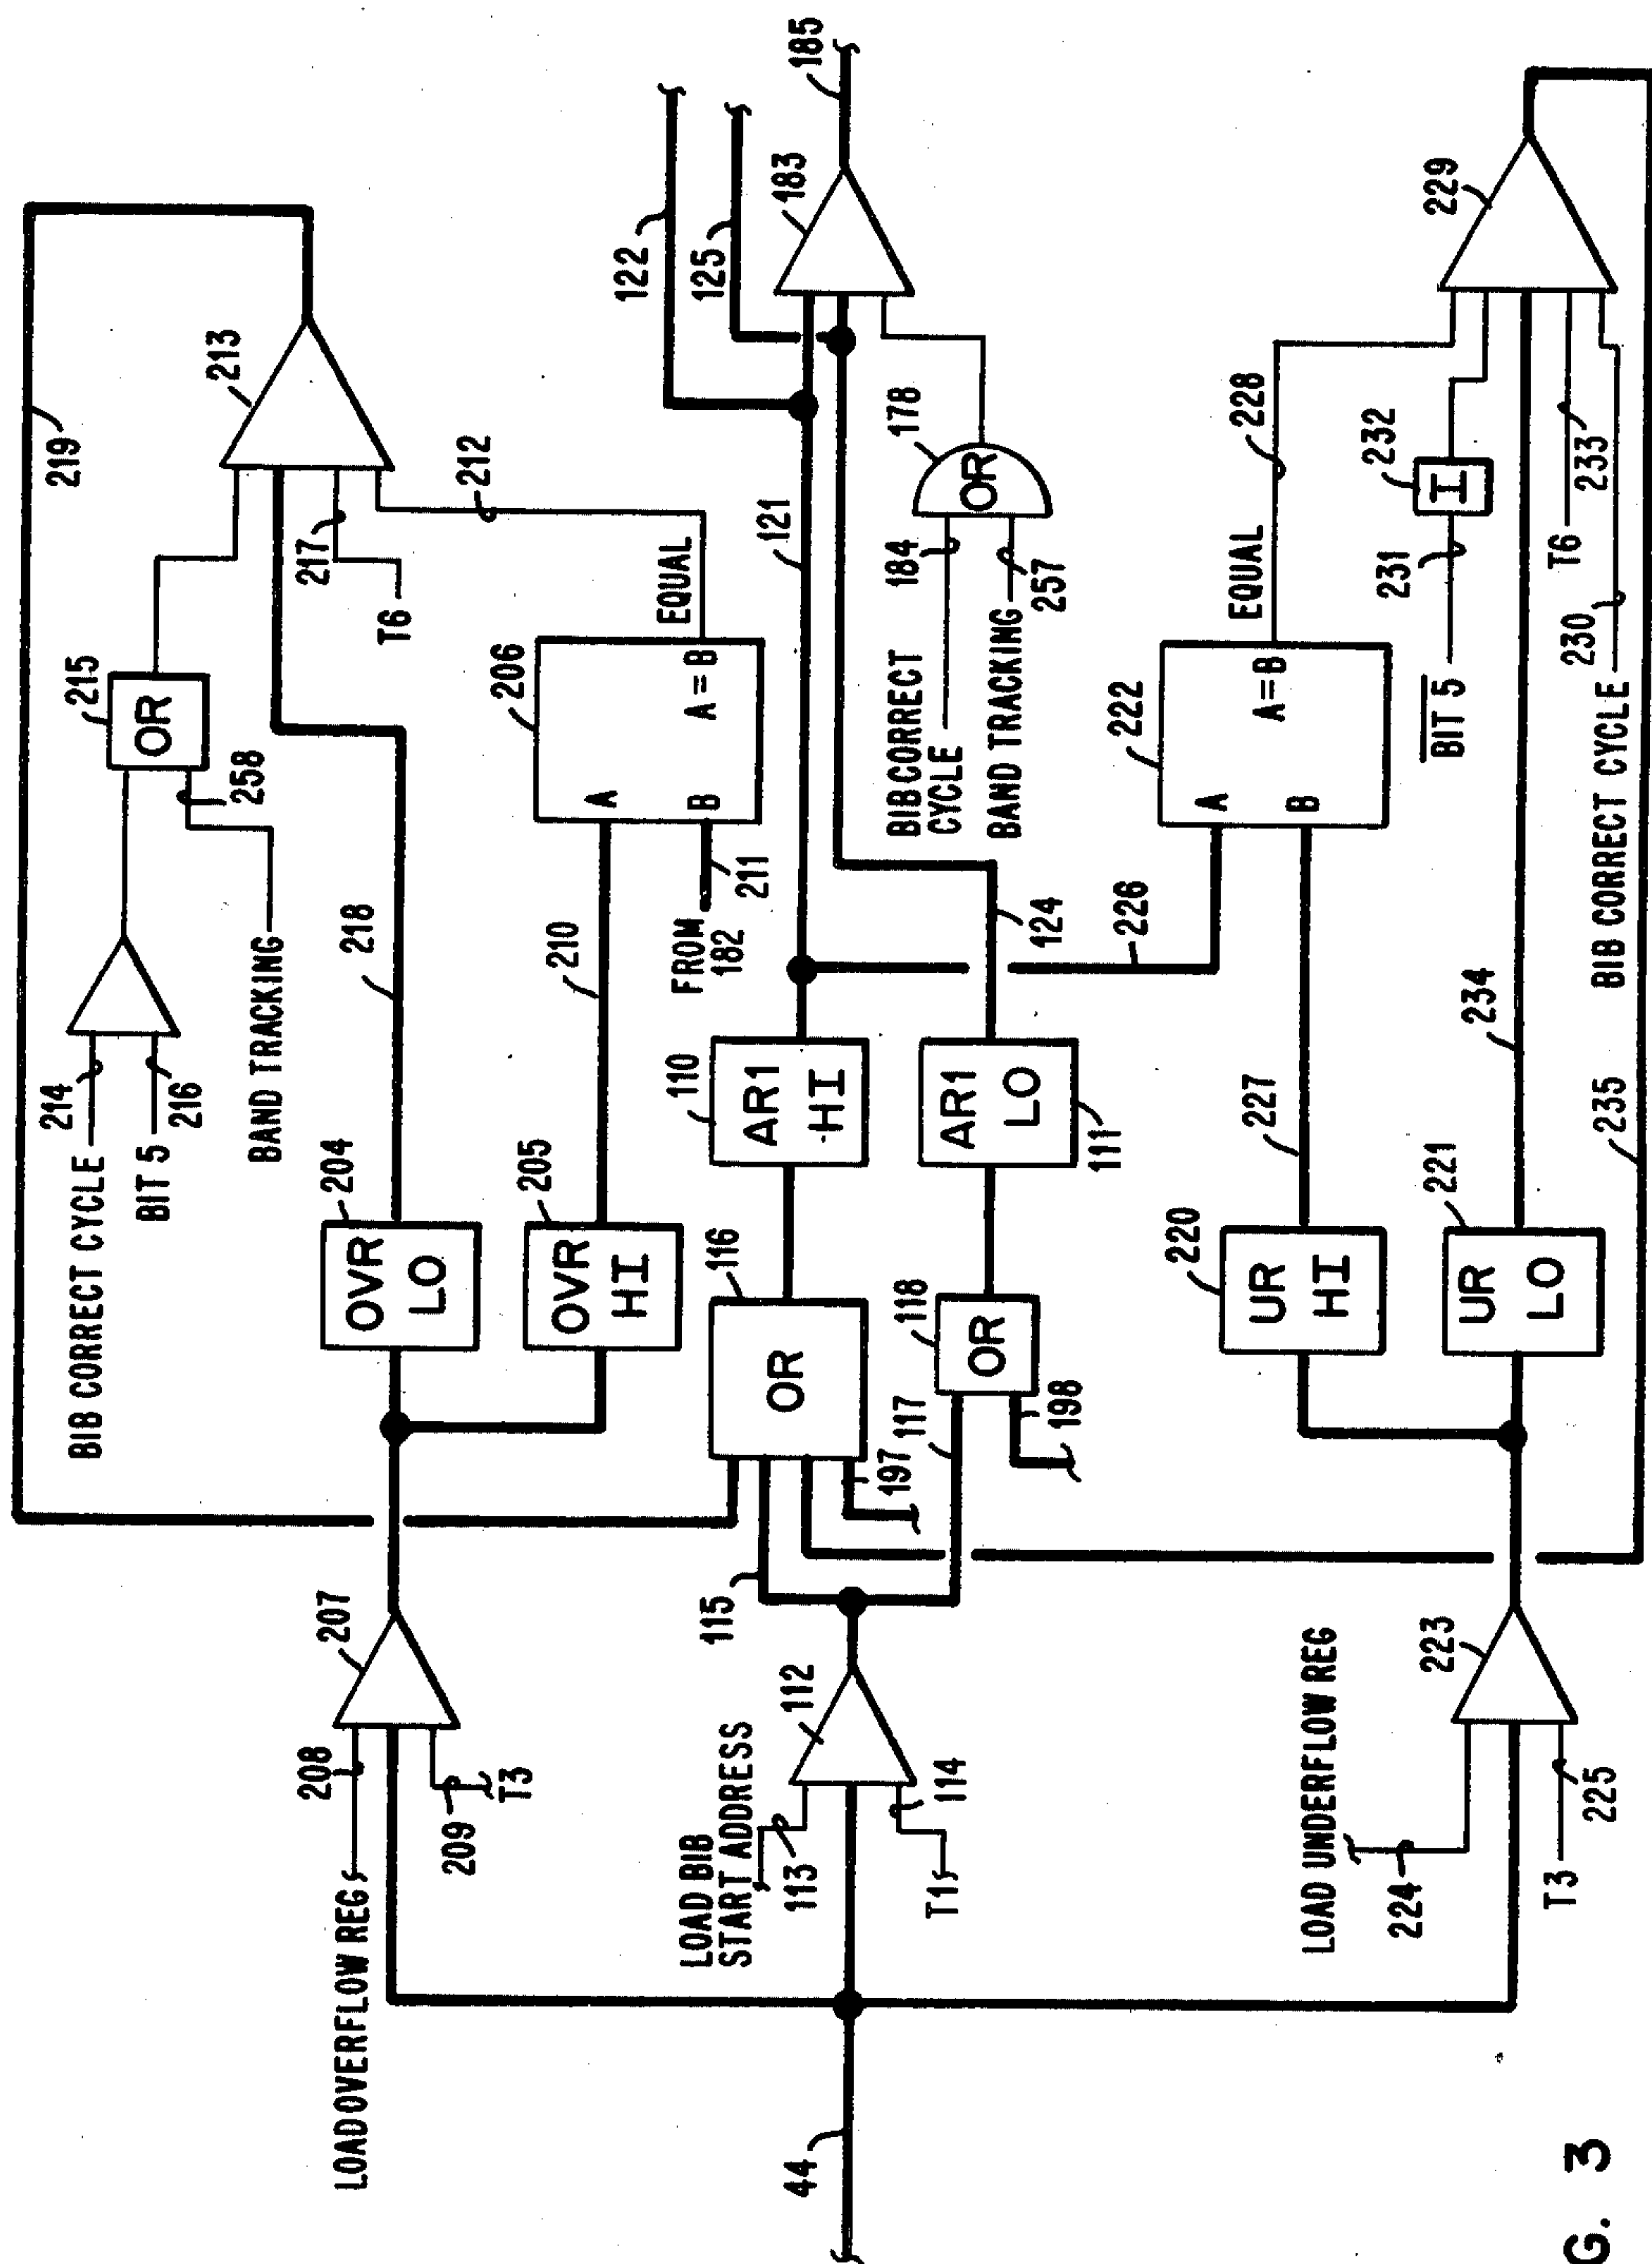 219
213
215
OR
214
BIB CORRECT CYCLE
BIT 5
216
258
BAND TRACKING
217
T6
212
204
OVR
LO
218
205
OVR
HI
210
206
A
B
A = B
EQUAL
FROM
182
211
207
LOAD OVERFLOW REG
208
209
T3
122
125
183
185
121
178
OR
184
BIB CORRECT
CYCLE
BAND TRACKING
257
110
AR1
HI
AR1
LO
111
124
226
116
OR
118
OR
197
117
198
115
112
LOAD BIB
START ADDRESS
113
T1
114
44
222
A
B
A = B
EQUAL
228
229
232
I
231
BIT 5
T6
233
230
BIB CORRECT CYCLE
220
UR
HI
227
221
UR
LO
234
235
223
LOAD UNDERFLOW REG
224
T3
225
G. 3